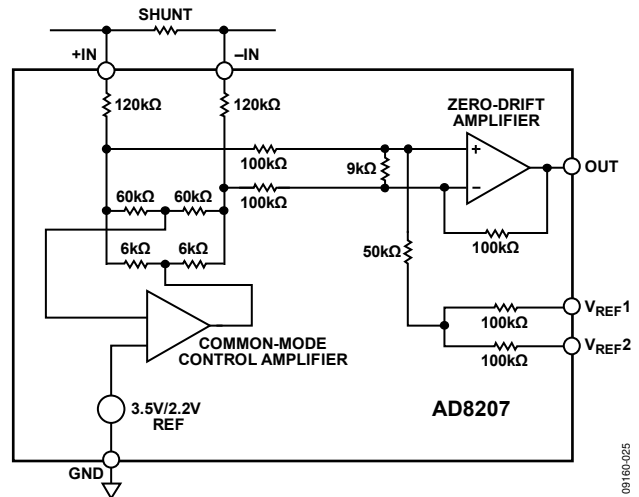 SHUNT
+IN
–IN
120kΩ
120kΩ
ZERO-DRIFT
AMPLIFIER
100kΩ
+
9kΩ
OUT
–
100kΩ
60kΩ
60kΩ
50kΩ
100kΩ
6kΩ
6kΩ
VREF1
100kΩ
COMMON-MODE
CONTROL AMPLIFIER
VREF2
100kΩ
3.5V/2.2V
REF
AD8207
GND
09160-025